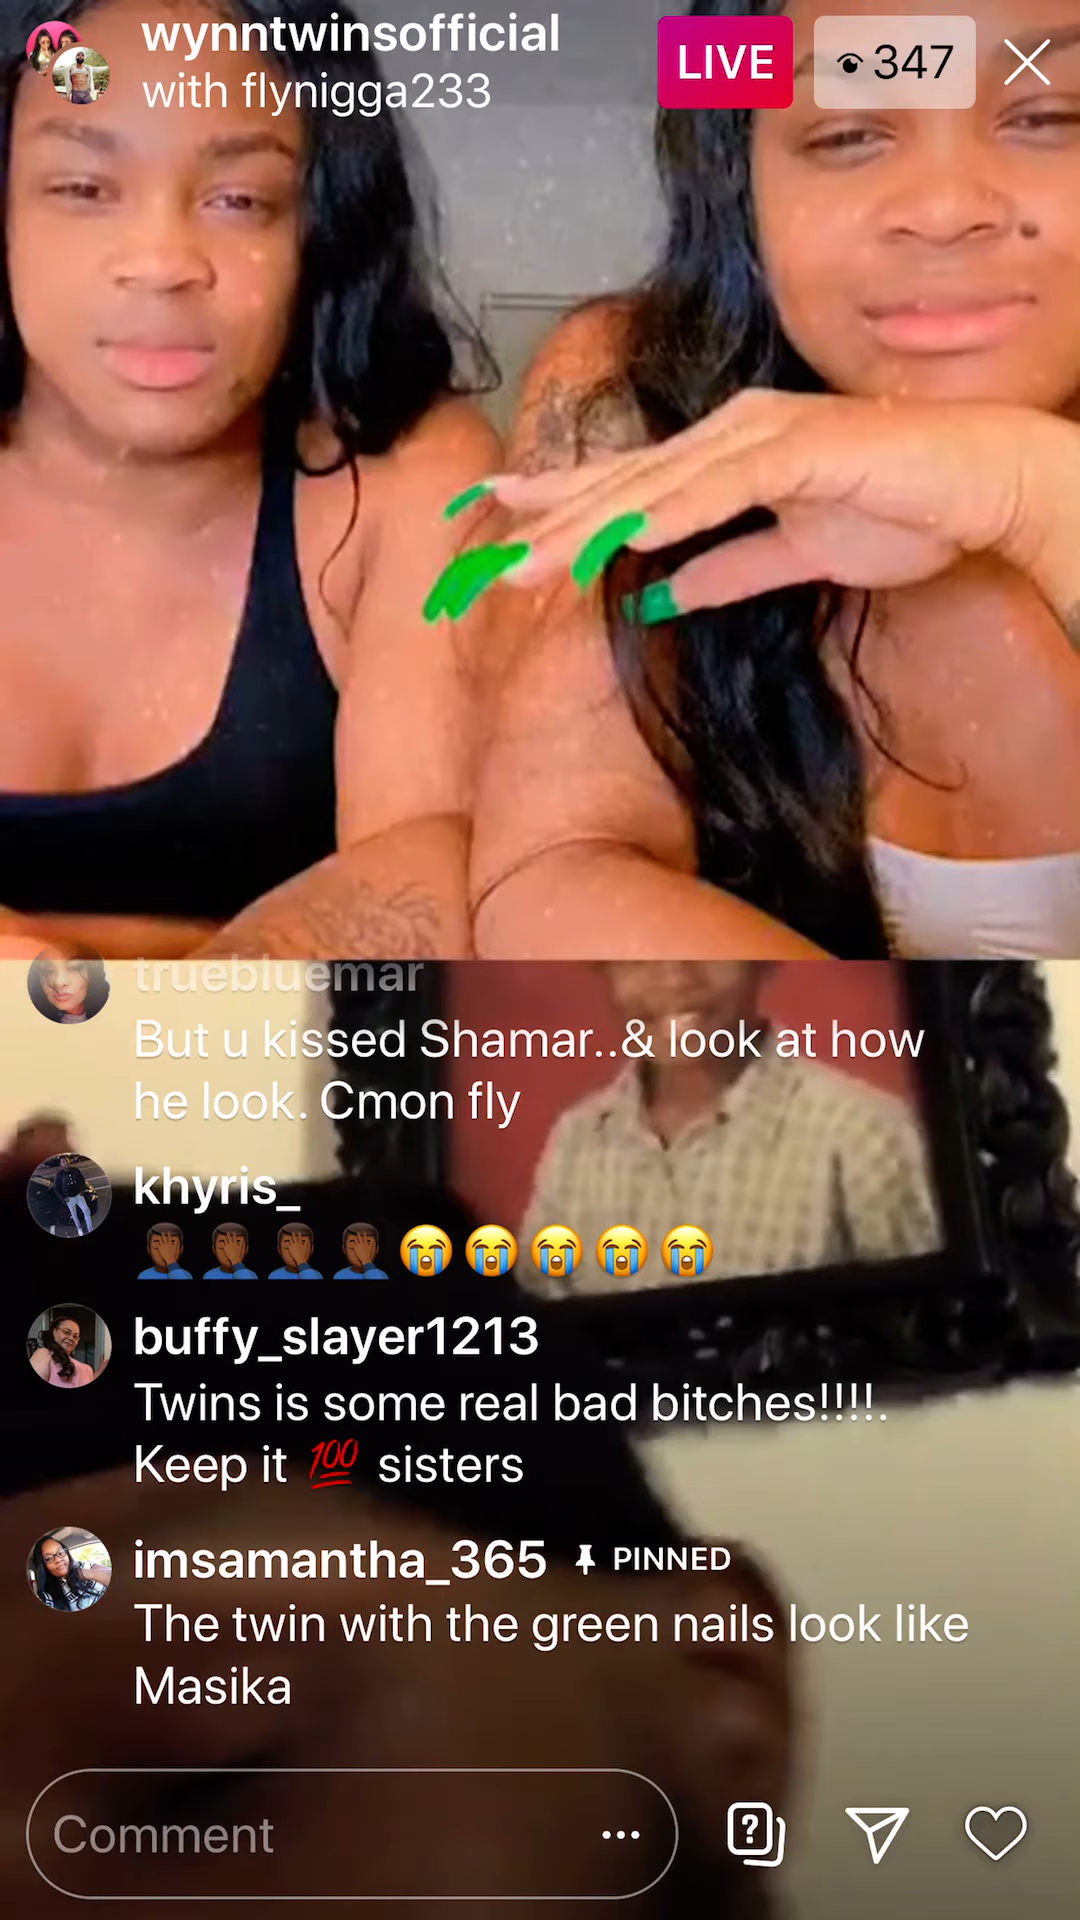 wynntwinsofficial
with flynigga233
LIVE
347
truebluemar
But u kissed Shamar..& look at how
he look. Cmon fly
khyris_
🤦🏾‍♂️🤦🏾‍♂️🤦🏾‍♂️🤦🏾‍♂️😭😭😭😭😭
buffy_slayer1213
Twins is some real bad bitches!!!!.
Keep it 💯 sisters
imsamantha_365 PINNED
The twin with the green nails look like
Masika
Comment